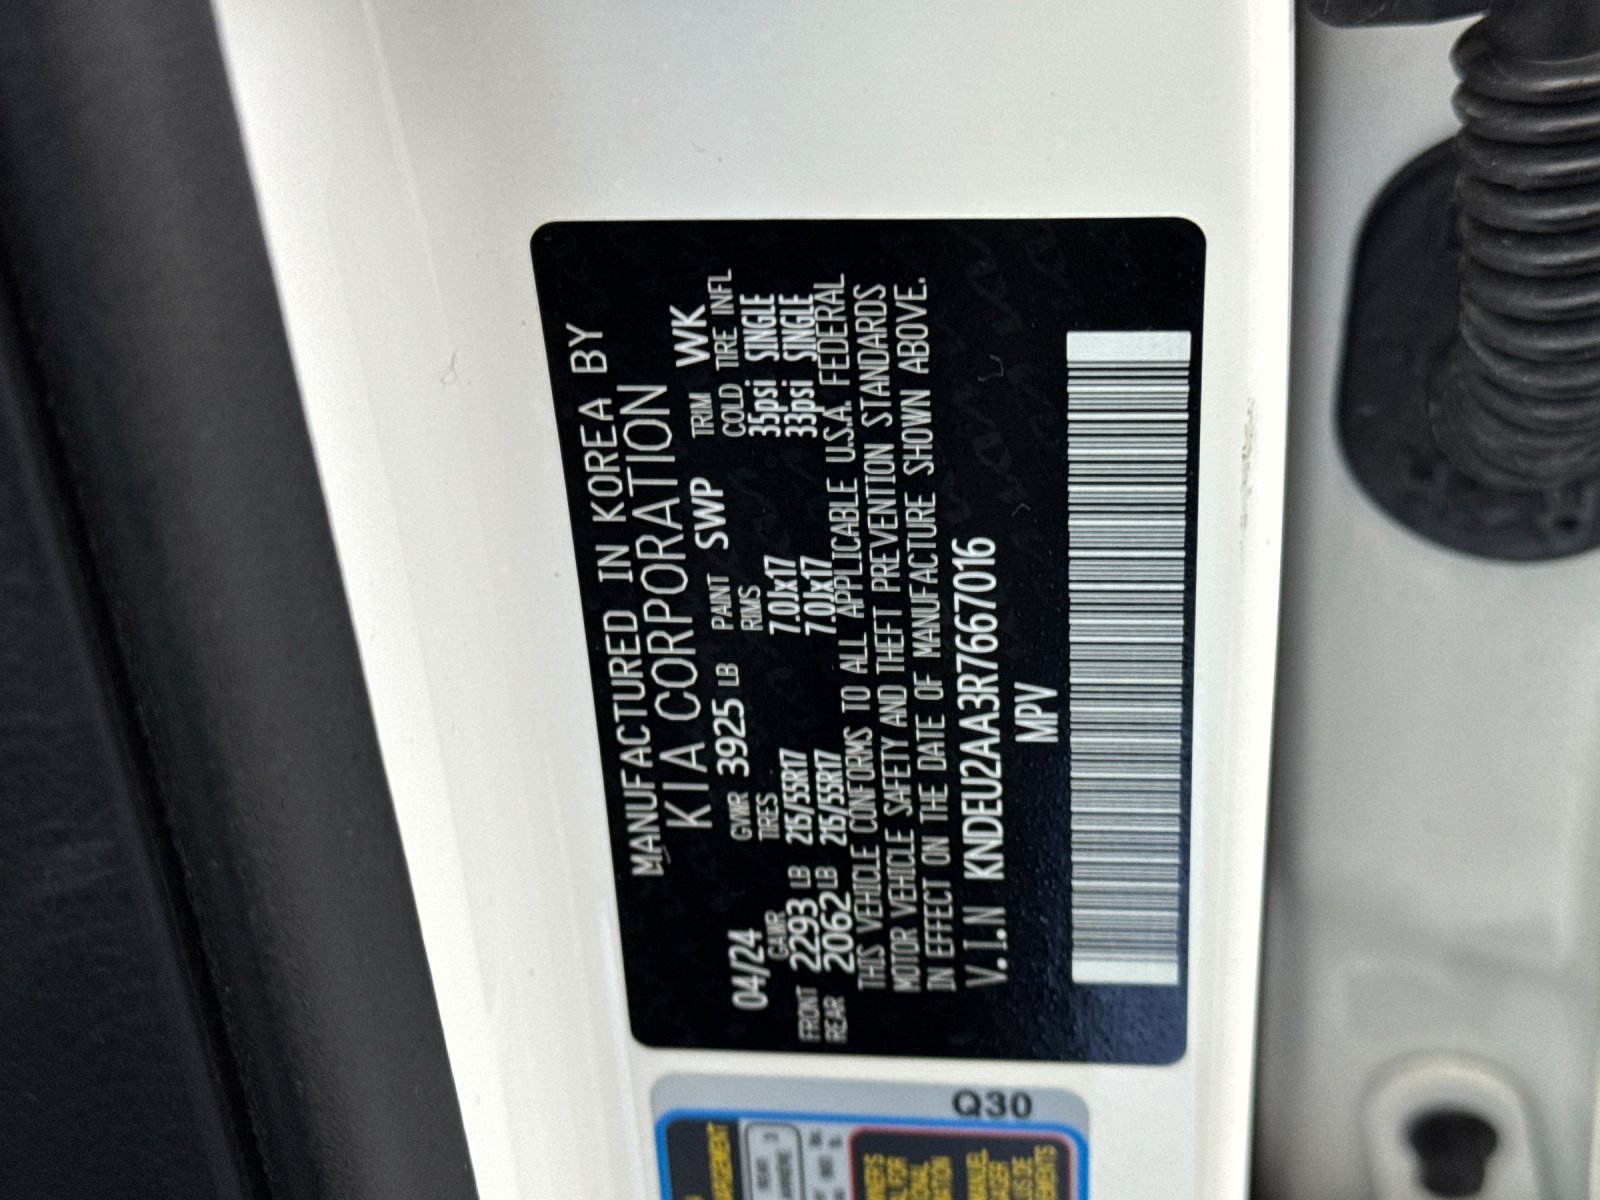 MANUFACTURED IN KOREA BY
KIA CORPORATION
04/24 GVWR 3925 LB PAINT SWP TRIM WK
GAWR TIRES RIMS COLD TIRE INFL
FRONT 2293 LB 215/55R17 7.0Jx17 35psi SINGLE
REAR 2062 LB 215/55R17 7.0Jx17 33psi SINGLE
THIS VEHICLE CONFORMS TO ALL APPLICABLE U.S.A. FEDERAL
MOTOR VEHICLE SAFETY AND THEFT PREVENTION STANDARDS
IN EFFECT ON THE DATE OF MANUFACTURE SHOWN ABOVE.
V.I.N KNDEU2AA3R7667016
MPV
Q30
MANUEL